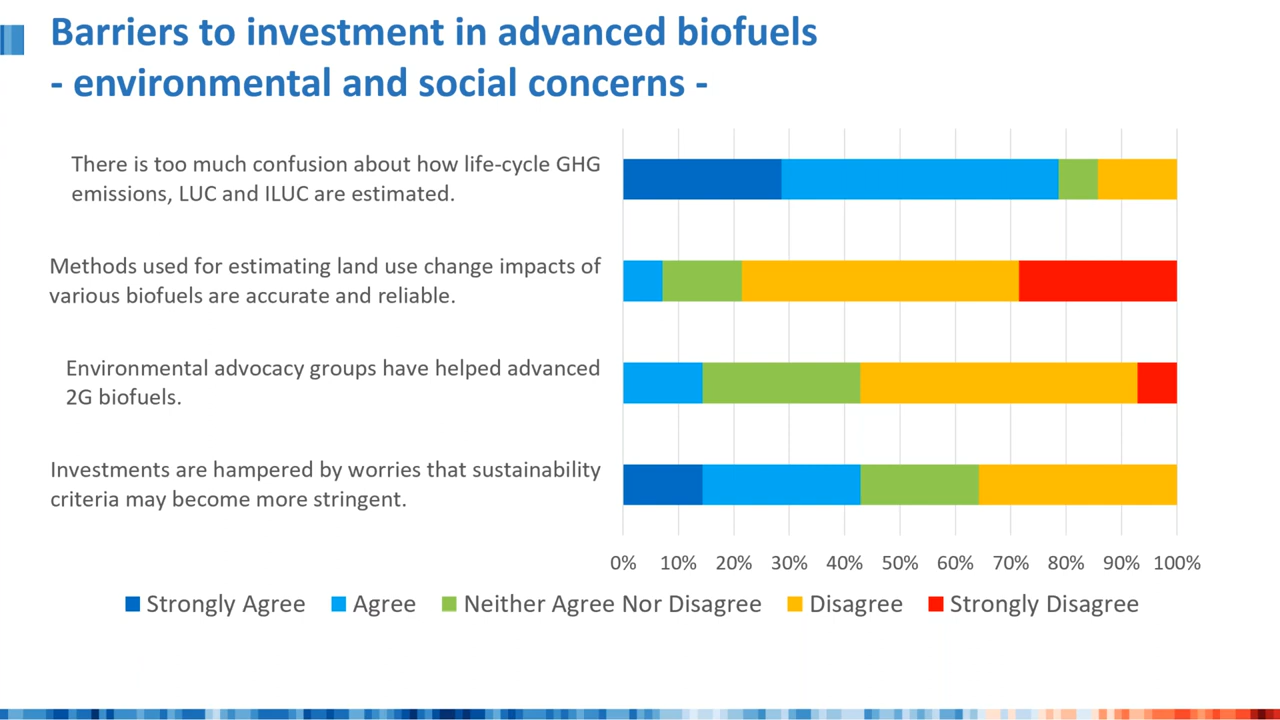 Barriers to investment in advanced biofuels
- environmental and social concerns -
There is too much confusion about how life-cycle GHG
emissions, LUC and ILUC are estimated.
Methods used for estimating land use change impacts of
various biofuels are accurate and reliable.
Environmental advocacy groups have helped advanced
2G biofuels.
Investments are hampered by worries that sustainability
criteria may become more stringent.
0% 10% 20% 30% 40% 50% 60% 70% 80% 90% 100%
Strongly Agree Agree Neither Agree Nor Disagree Disagree Strongly Disagree